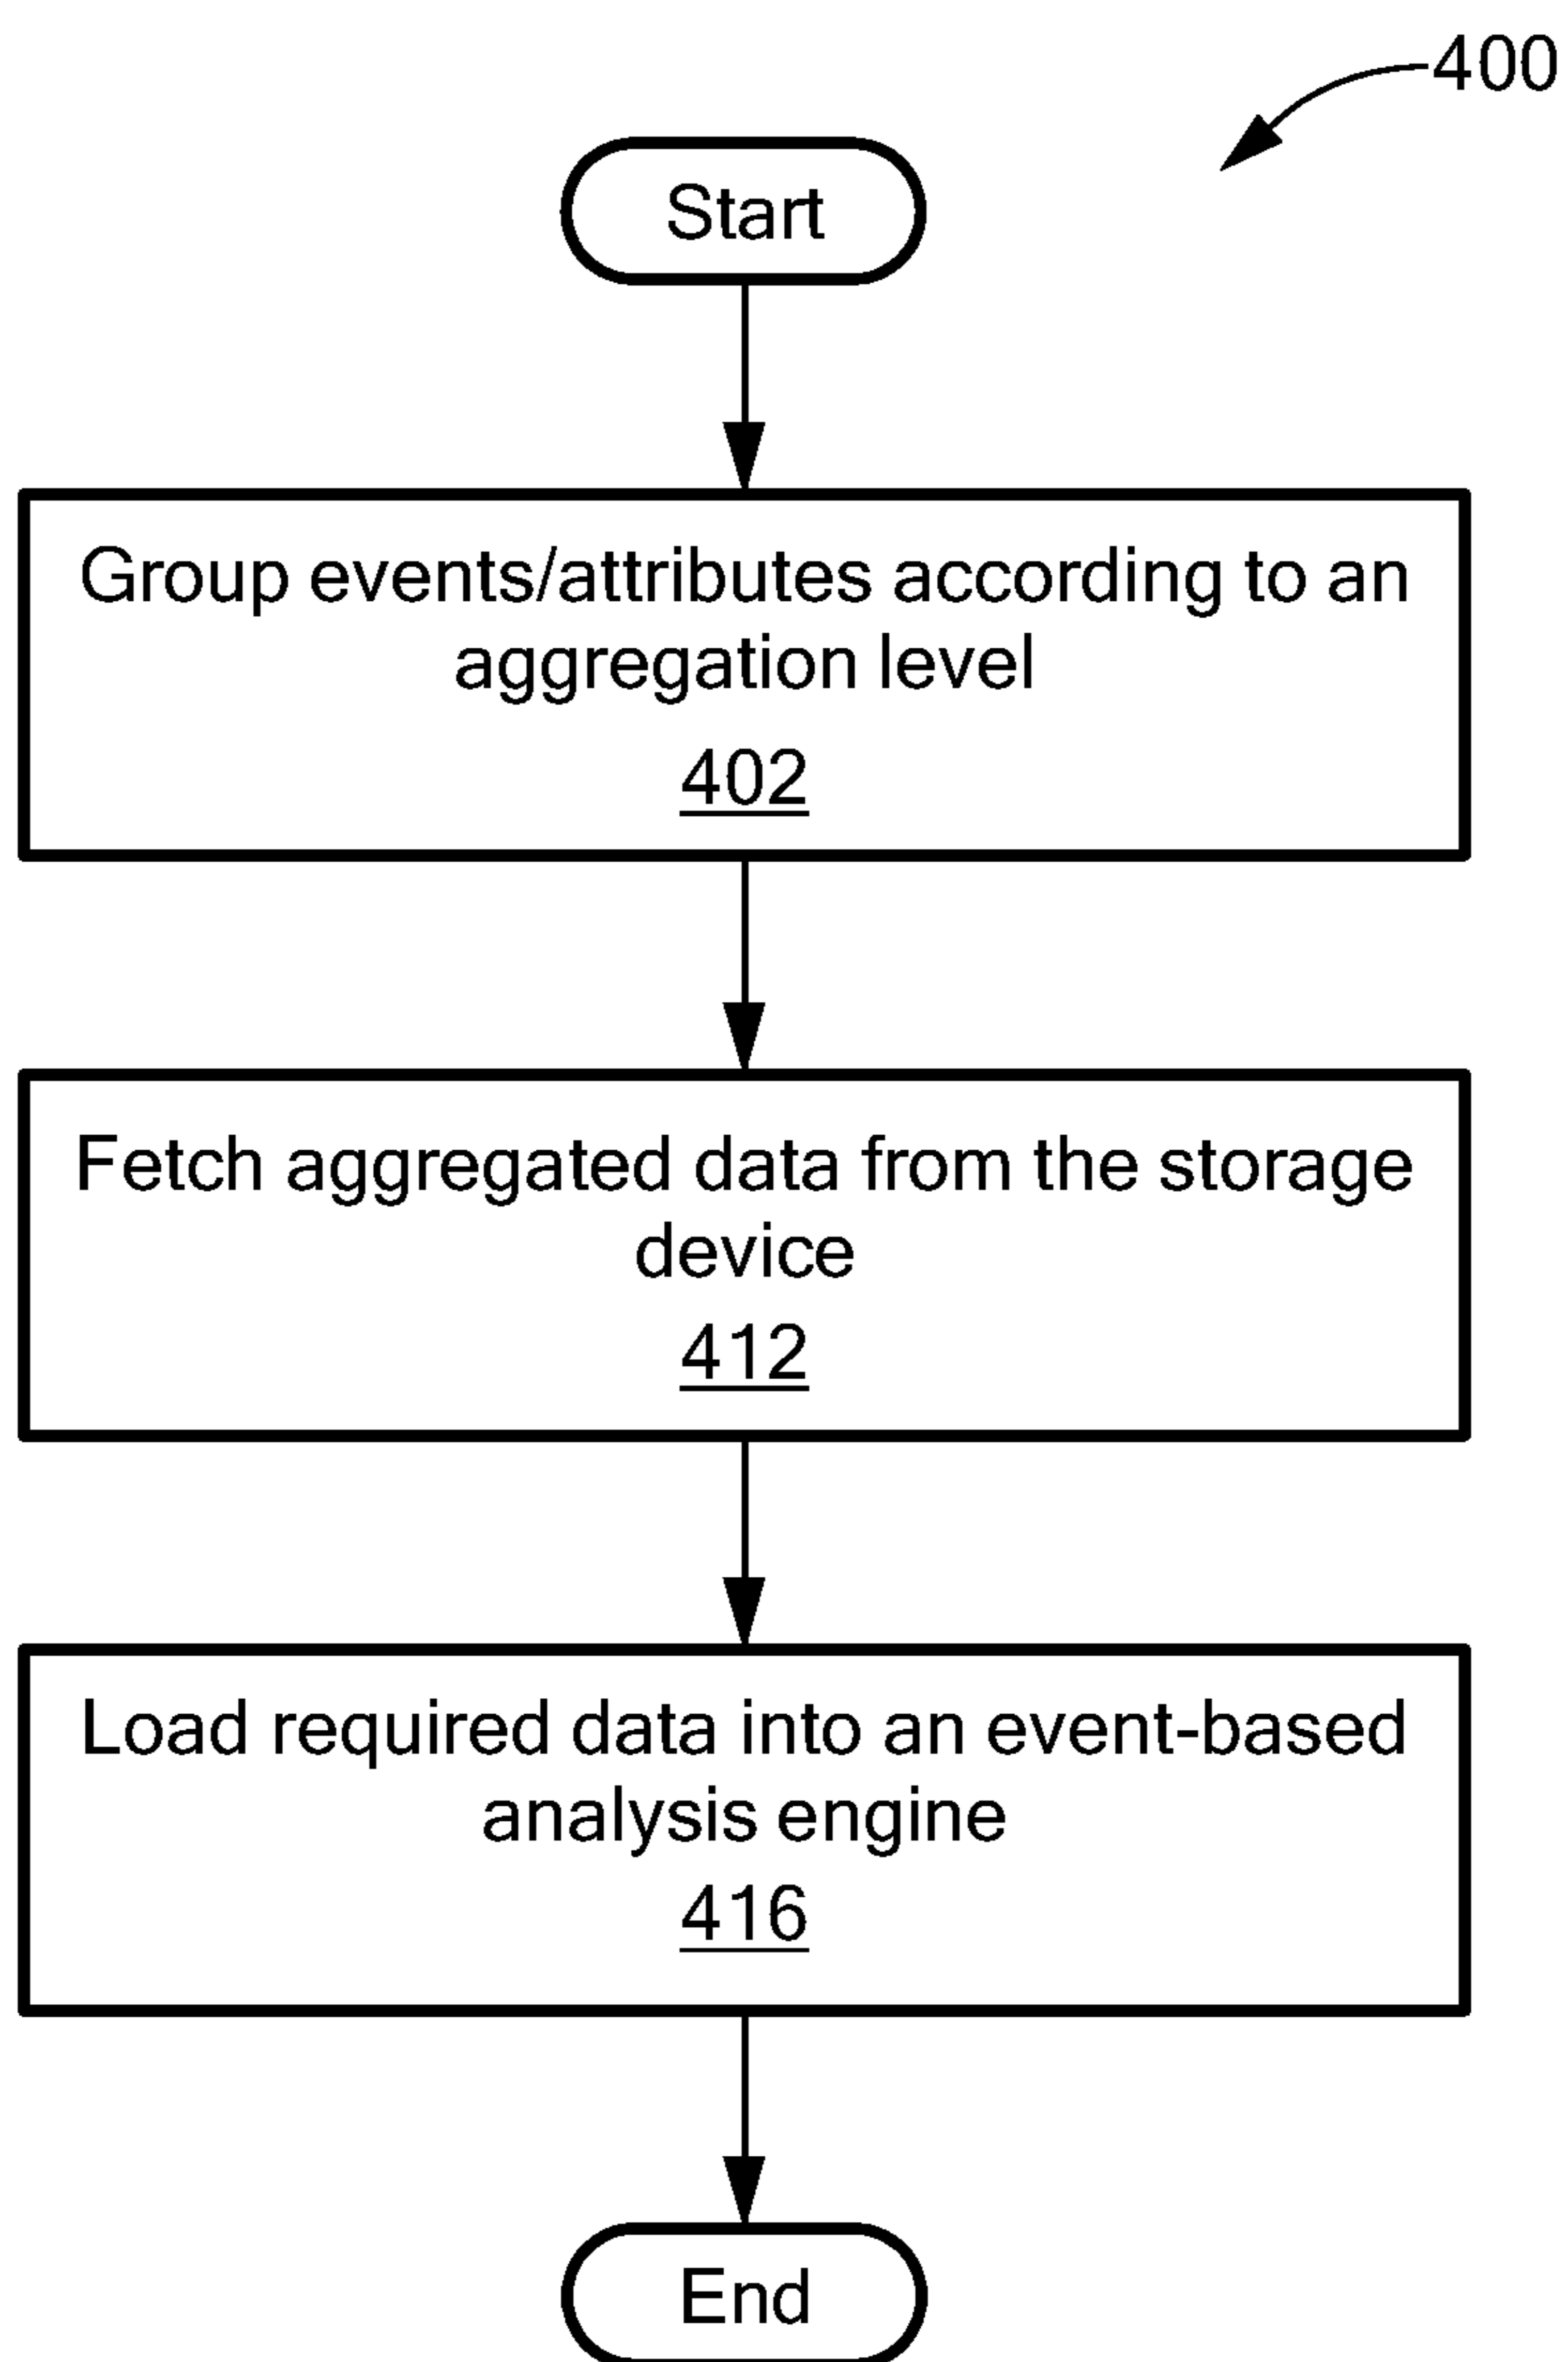 400
Start
Group events/attributes according to an
aggregation level
402
Fetch aggregated data from the storage
device
412
Load required data into an event-based
analysis engine
416
End